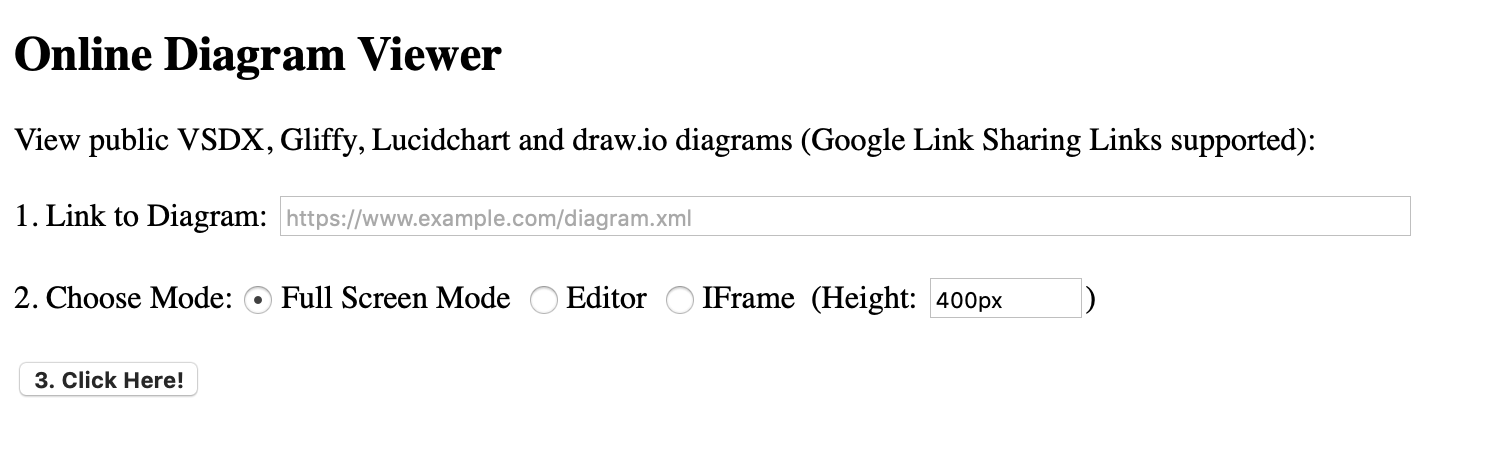 Online Diagram Viewer
View public VSDX, Gliffy, Lucidchart and draw.io diagrams (Google Link Sharing Links supported):
1. Link to Diagram: https://www.example.com/diagram.xml
2. Choose Mode: Full Screen Mode Editor IFrame (Height: 400px )
3. Click Here!